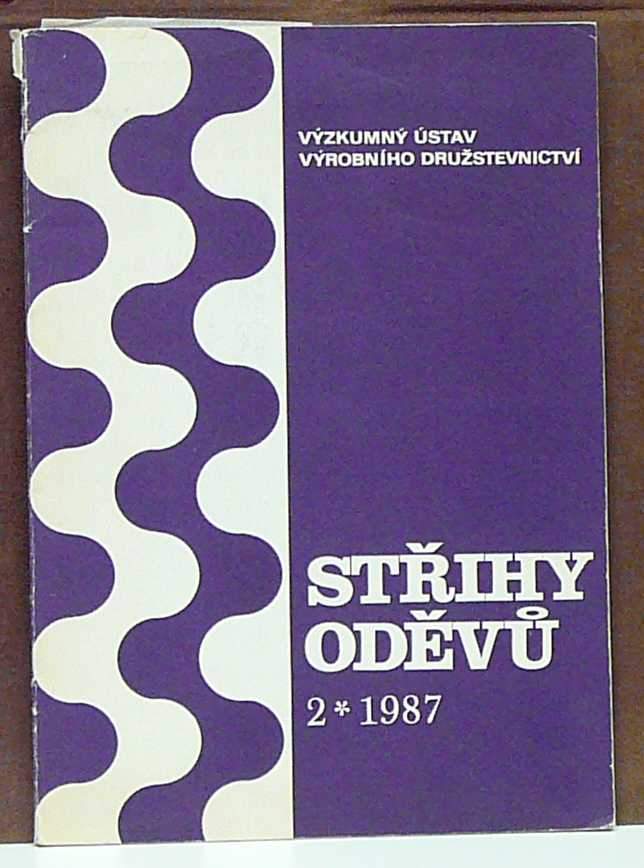 VÝZKUMNÝ ÚSTAV
VÝROBNÍHO DRUŽSTEVNICTVÍ
STŘIHY
ODĚVŮ
2 * 1987